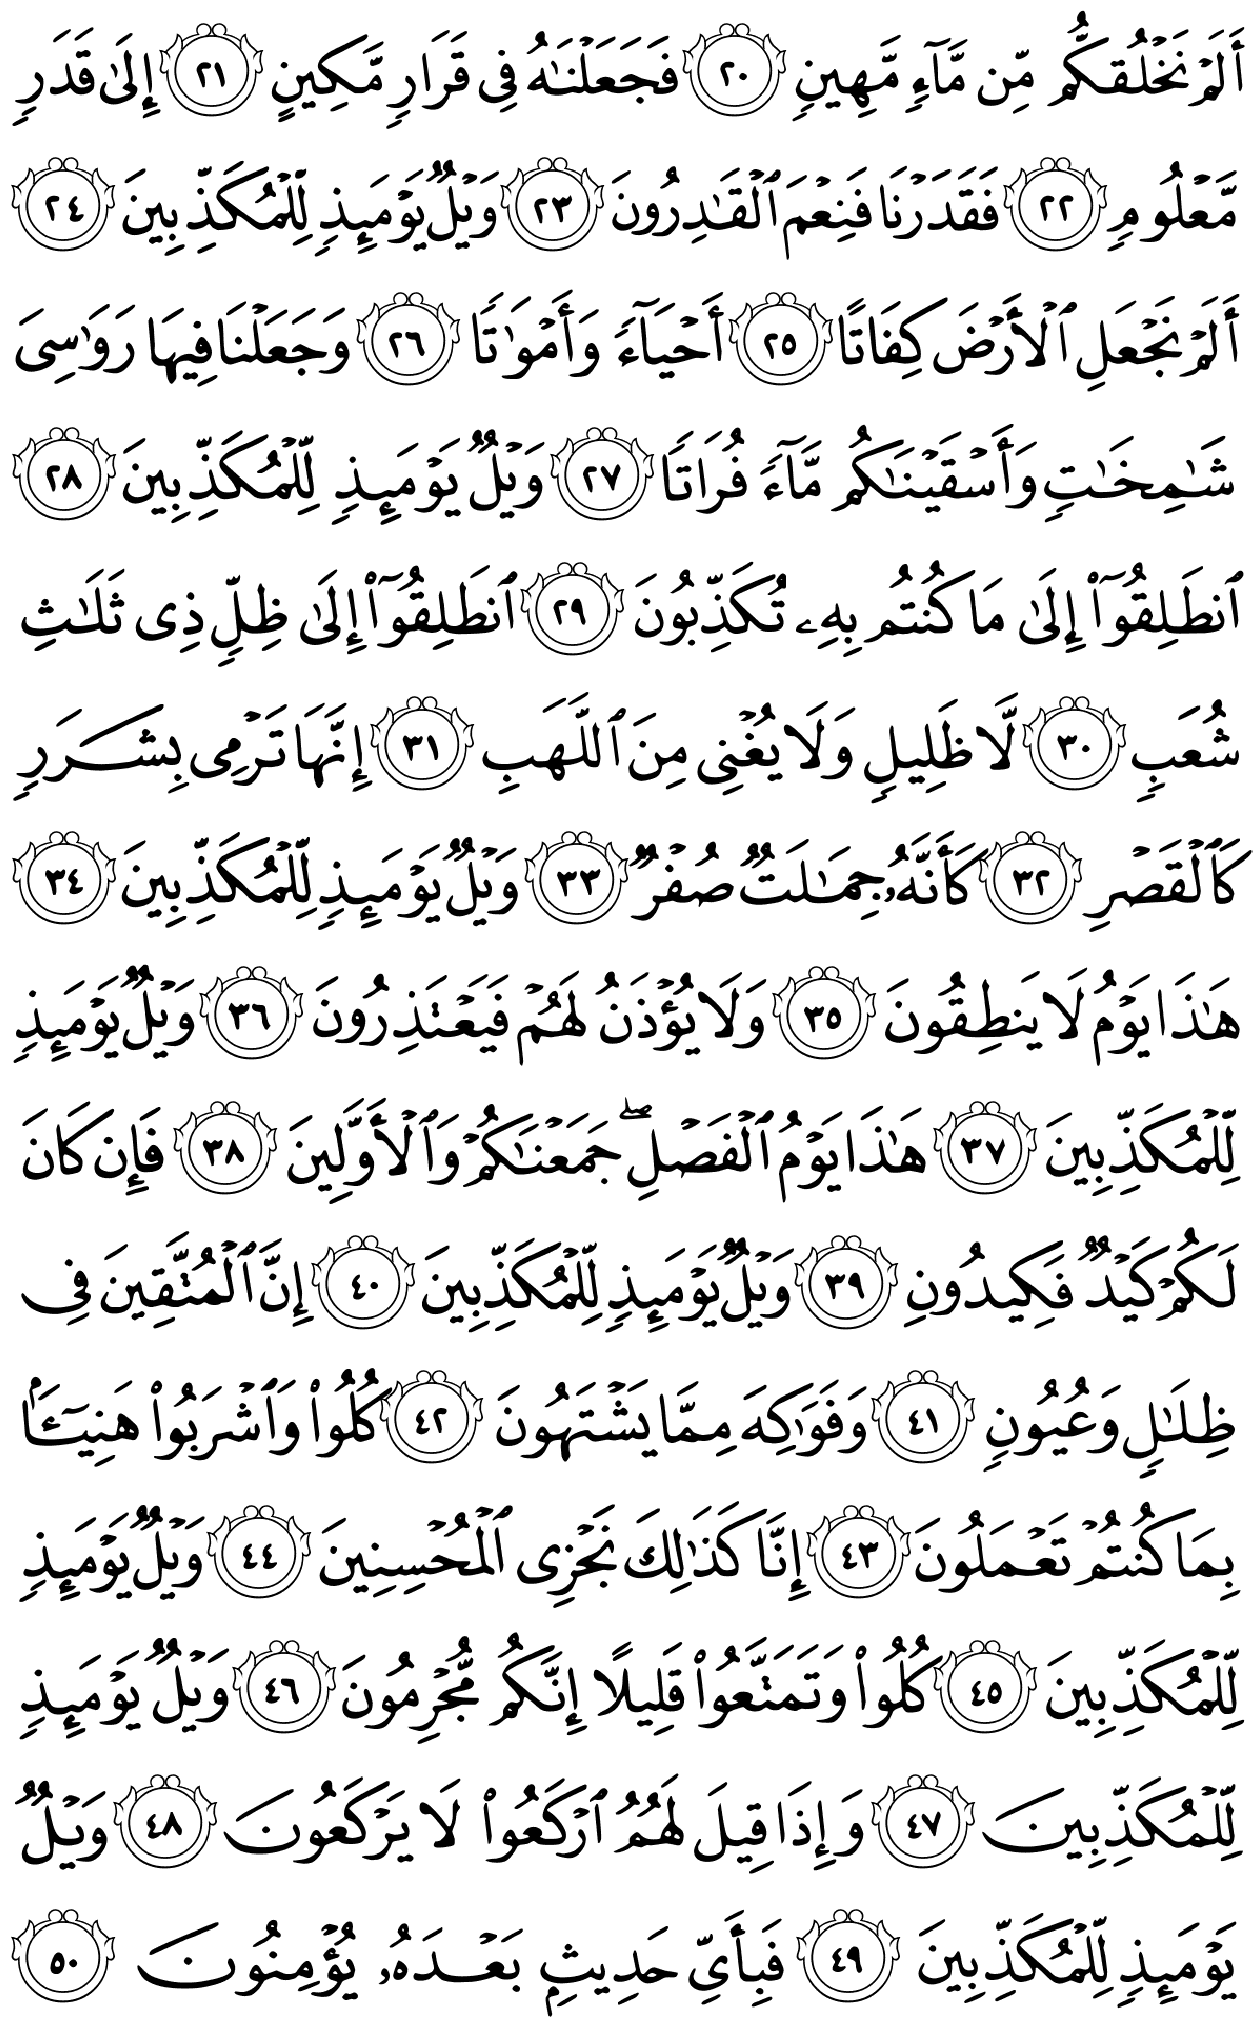 أَلَمْ نَخْلُقكُّم مِّن مَّآءٍ مَّهِينٍ ٢٠ فَجَعَلْنَٰهُ فِى قَرَارٍ مَّكِينٍ ٢١ إِلَىٰ قَدَرٍ
مَّعْلُومٍ ٢٢ فَقَدَرْنَا فَنِعْمَ ٱلْقَٰدِرُونَ ٢٣ وَيْلٌ يَوْمَئِذٍ لِّلْمُكَذِّبِينَ ٢٤
أَلَمْ نَجْعَلِ ٱلْأَرْضَ كِفَاتًا ٢٥ أَحْيَآءً وَأَمْوَٰتًا ٢٦ وَجَعَلْنَا فِيهَا رَوَٰسِىَ
شَٰمِخَٰتٍ وَأَسْقَيْنَٰكُم مَّآءً فُرَاتًا ٢٧ وَيْلٌ يَوْمَئِذٍ لِّلْمُكَذِّبِينَ ٢٨
ٱنطَلِقُوٓا۟ إِلَىٰ مَا كُنتُم بِهِۦ تُكَذِّبُونَ ٢٩ ٱنطَلِقُوٓا۟ إِلَىٰ ظِلٍّ ذِى ثَلَٰثِ
شُعَبٍ ٣٠ لَّا ظَلِيلٍ وَلَا يُغْنِى مِنَ ٱللَّهَبِ ٣١ إِنَّهَا تَرْمِى بِشَرَرٍ
كَٱلْقَصْرِ ٣٢ كَأَنَّهُۥ جِمَٰلَتٌ صُفْرٌ ٣٣ وَيْلٌ يَوْمَئِذٍ لِّلْمُكَذِّبِينَ ٣٤
هَٰذَا يَوْمُ لَا يَنطِقُونَ ٣٥ وَلَا يُؤْذَنُ لَهُمْ فَيَعْتَذِرُونَ ٣٦ وَيْلٌ يَوْمَئِذٍ
لِّلْمُكَذِّبِينَ ٣٧ هَٰذَا يَوْمُ ٱلْفَصْلِ ۖ جَمَعْنَٰكُمْ وَٱلْأَوَّلِينَ ٣٨ فَإِن كَانَ
لَكُمْ كَيْدٌ فَكِيدُونِ ٣٩ وَيْلٌ يَوْمَئِذٍ لِّلْمُكَذِّبِينَ ٤٠ إِنَّ ٱلْمُتَّقِينَ فِى
ظِلَٰلٍ وَعُيُونٍ ٤١ وَفَوَٰكِهَ مِمَّا يَشْتَهُونَ ٤٢ كُلُوا۟ وَٱشْرَبُوا۟ هَنِيٓـًٔۢا
بِمَا كُنتُمْ تَعْمَلُونَ ٤٣ إِنَّا كَذَٰلِكَ نَجْزِى ٱلْمُحْسِنِينَ ٤٤ وَيْلٌ يَوْمَئِذٍ
لِّلْمُكَذِّبِينَ ٤٥ كُلُوا۟ وَتَمَتَّعُوا۟ قَلِيلًا إِنَّكُم مُّجْرِمُونَ ٤٦ وَيْلٌ يَوْمَئِذٍ
لِّلْمُكَذِّبِينَ ٤٧ وَإِذَا قِيلَ لَهُمُ ٱرْكَعُوا۟ لَا يَرْكَعُونَ ٤٨ وَيْلٌ
يَوْمَئِذٍ لِّلْمُكَذِّبِينَ ٤٩ فَبِأَىِّ حَدِيثٍۭ بَعْدَهُۥ يُؤْمِنُونَ ٥٠